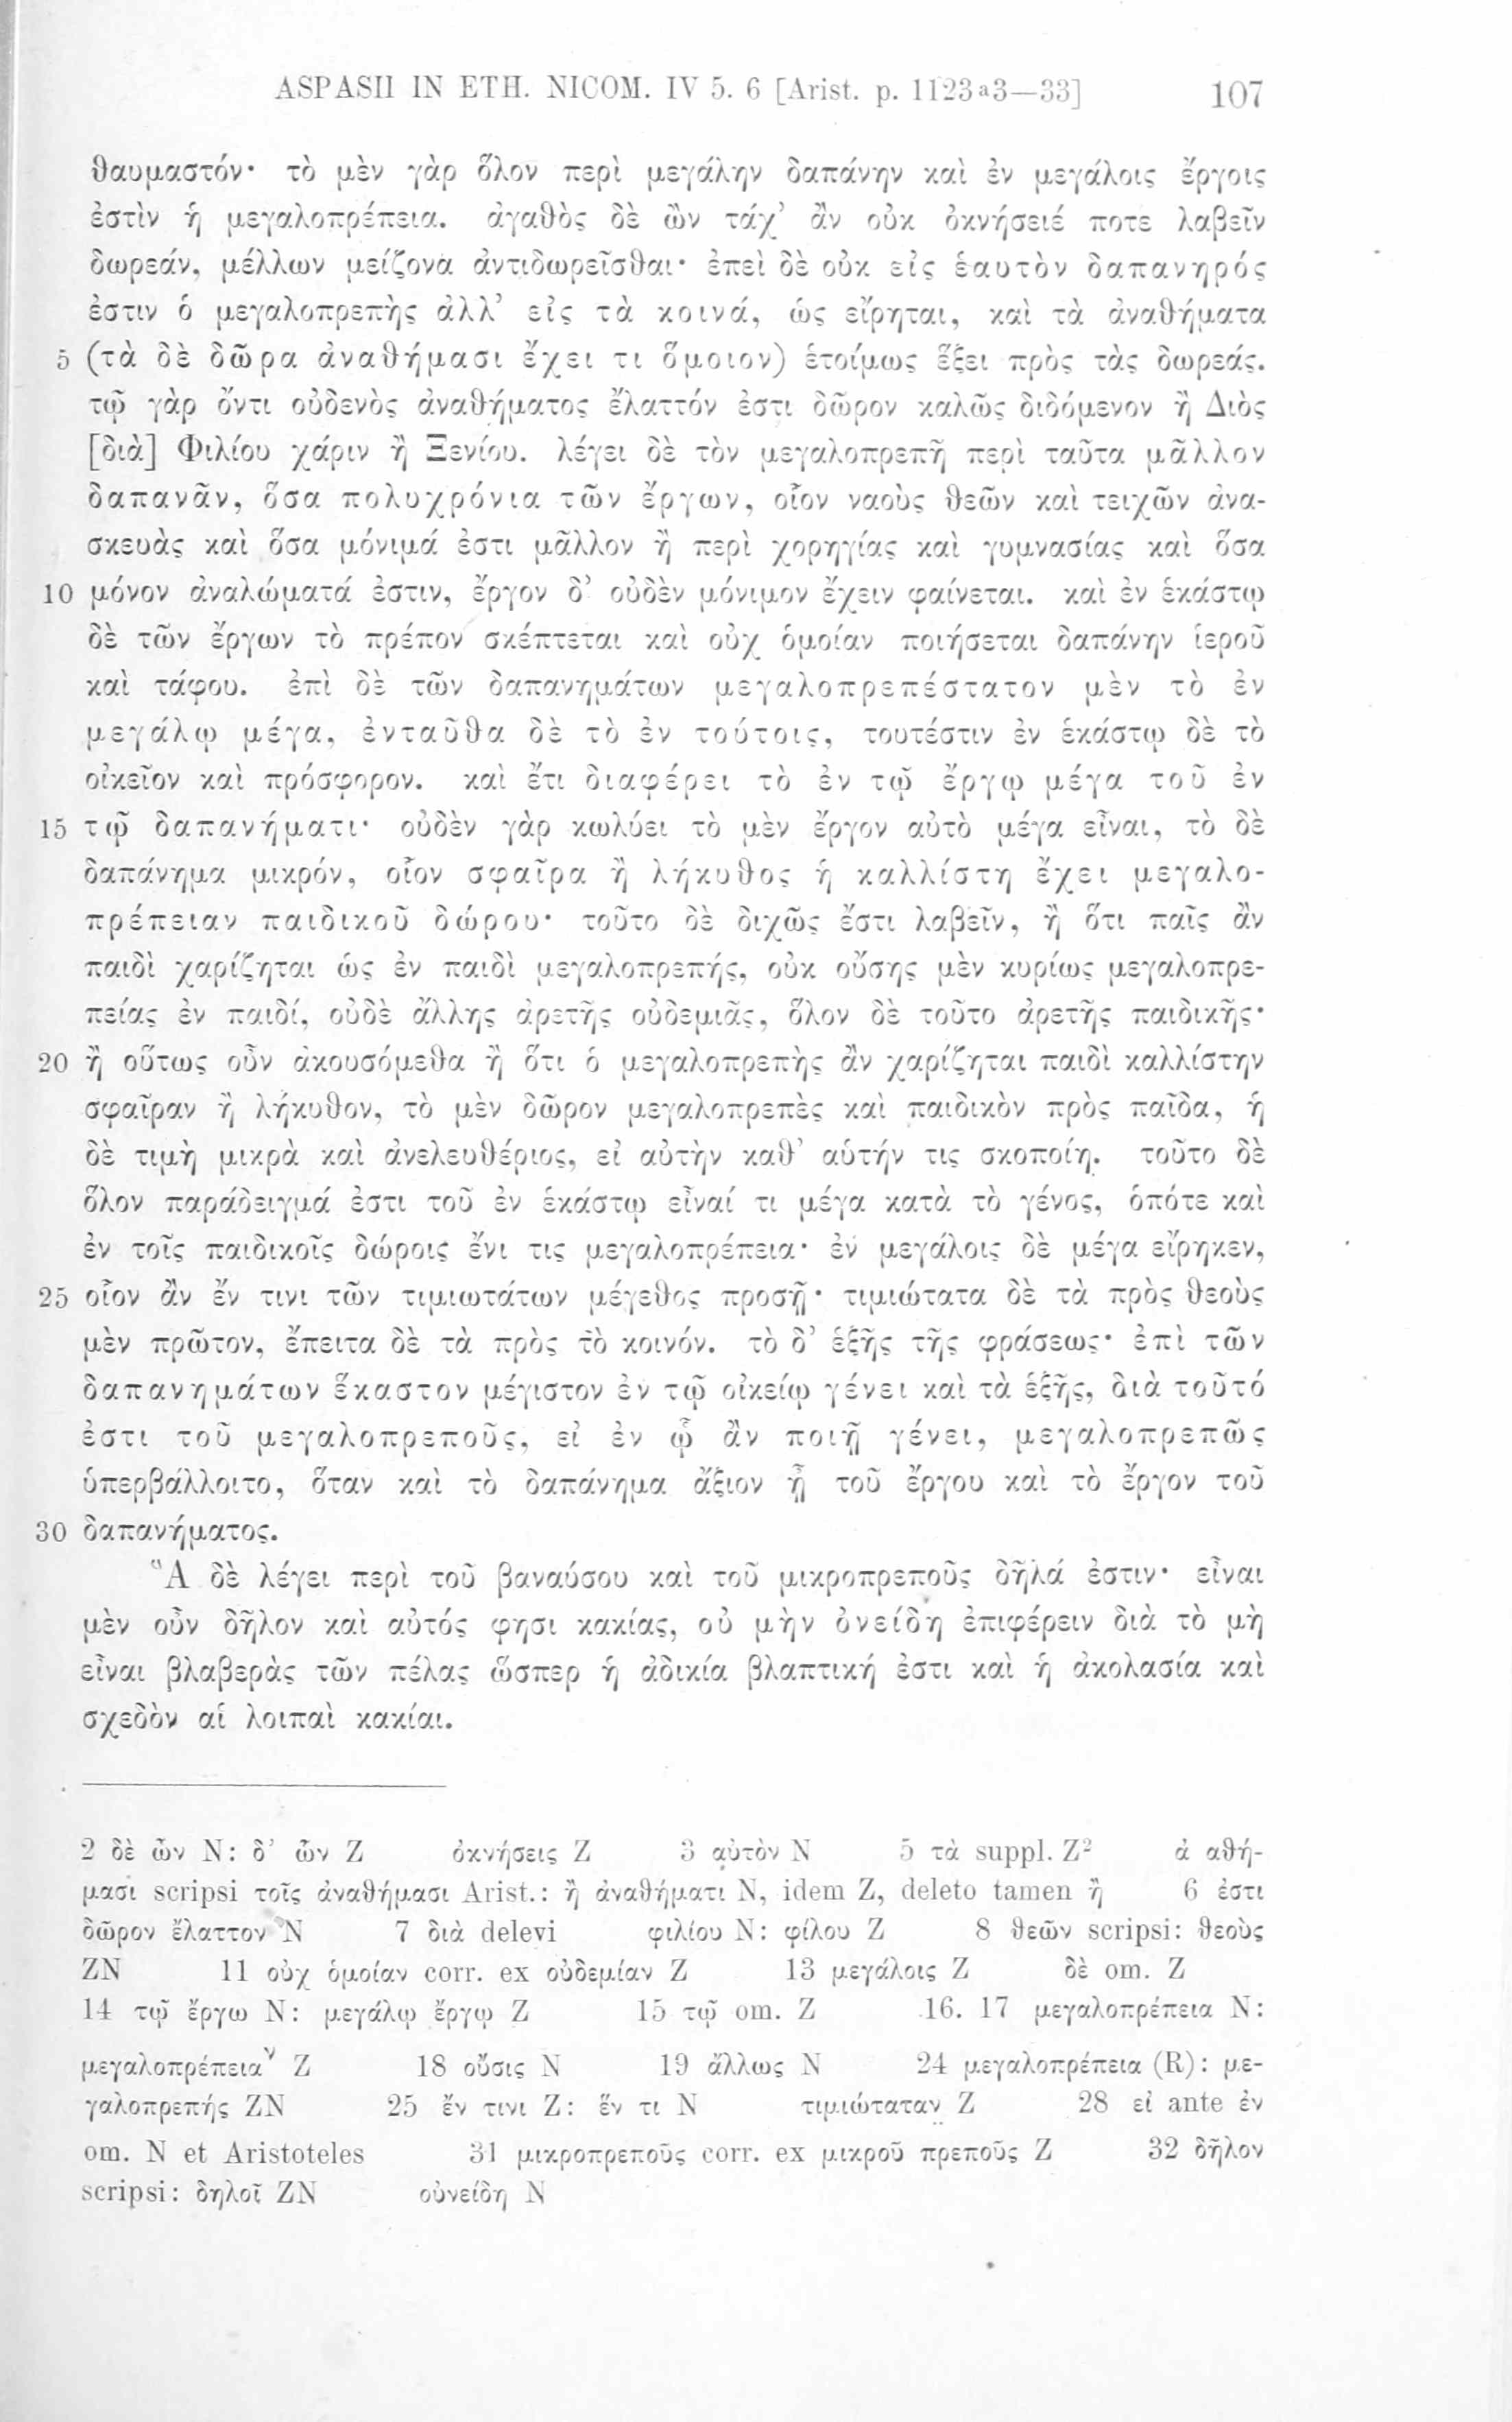 ASPASII IN ETH. NICOM. IV 5. 6 [Arist. p. 1123a3—33] 107
θαυμαστόν· τὸ μὲν γὰρ ὅλον περὶ μεγάλην δαπάνην καὶ ἐν μεγάλοις ἔργοις
ἐστὶν ἡ μεγαλοπρέπεια. ἀγαθὸς δὲ ὢν τάχ’ ἂν οὐκ ὀκνήσειέ ποτε λαβεῖν
δωρεάν, μέλλων μείζονα ἀντιδωρεῖσθαι· ἐπεὶ δὲ οὐκ εἰς ἑαυτὸν δαπανηρός
ἐστιν ὁ μεγαλοπρεπὴς ἀλλ’ εἰς τὰ κοινά, ὡς εἴρηται, καὶ τὰ ἀναθήματα
5 (τὰ δὲ δῶρα ἀναθήμασι ἔχει τι ὅμοιον) ἑτοίμως ἕξει πρὸς τὰς δωρεάς.
τῷ γὰρ ὄντι οὐδενὸς ἀναθήματος ἔλαττόν ἐστι δῶρον καλῶς διδόμενον ἢ Διὸς
[διὰ] Φιλίου χάριν ἢ Ξενίου. λέγει δὲ τὸν μεγαλοπρεπῆ περὶ ταῦτα μᾶλλον
δαπανᾶν, ὅσα πολυχρόνια τῶν ἔργων, οἷον ναοὺς θεῶν καὶ τειχῶν ἀνα-
σκευὰς καὶ ὅσα μόνιμά ἐστι μᾶλλον ἢ περὶ χορηγίας καὶ γυμνασίας καὶ ὅσα
10 μόνον ἀναλώματά ἐστιν, ἔργον δ’ οὐδὲν μόνιμον ἔχειν φαίνεται. καὶ ἐν ἑκάστῳ
δὲ τῶν ἔργων τὸ πρέπον σκέπτεται καὶ οὐχ ὁμοίαν ποιήσεται δαπάνην ἱεροῦ
καὶ τάφου. ἐπὶ δὲ τῶν δαπανημάτων μεγαλοπρεπέστατον μὲν τὸ ἐν
μεγάλῳ μέγα, ἐνταῦθα δὲ τὸ ἐν τούτοις, τουτέστιν ἐν ἑκάστῳ δὲ τὸ
οἰκεῖον καὶ πρόσφορον. καὶ ἔτι διαφέρει τὸ ἐν τῷ ἔργῳ μέγα τοῦ ἐν
15 τῷ δαπανήματι· οὐδὲν γὰρ κωλύει τὸ μὲν ἔργον αὐτὸ μέγα εἶναι, τὸ δὲ
δαπάνημα μικρόν, οἷον σφαῖρα ἢ λήκυθος ἡ καλλίστη ἔχει μεγαλο-
πρέπειαν παιδικοῦ δώρου· τοῦτο δὲ διχῶς ἔστι λαβεῖν, ἢ ὅτι παῖς ἂν
παιδὶ χαρίζηται ὡς ἐν παιδὶ μεγαλοπρεπής, οὐκ οὔσης μὲν κυρίως μεγαλοπρε-
πείας ἐν παιδί, οὐδὲ ἄλλης ἀρετῆς οὐδεμιᾶς, ὅλον δὲ τοῦτο ἀρετῆς παιδικῆς·
20 ἢ οὕτως οὖν ἀκουσόμεθα ἢ ὅτι ὁ μεγαλοπρεπὴς ἂν χαρίζηται παιδὶ καλλίστην
σφαῖραν ἢ λήκυθον, τὸ μὲν δῶρον μεγαλοπρεπὲς καὶ παιδικὸν πρὸς παῖδα, ἡ
δὲ τιμὴ μικρὰ καὶ ἀνελευθέριος, εἰ αὐτὴν καθ’ αὑτήν τις σκοποίη. τοῦτο δὲ
ὅλον παράδειγμά ἐστι τοῦ ἐν ἑκάστῳ εἶναί τι μέγα κατὰ τὸ γένος, ὁπότε καὶ
ἐν τοῖς παιδικοῖς δώροις ἔνι τις μεγαλοπρέπεια· ἐν μεγάλοις δὲ μέγα εἴρηκεν,
25 οἷον ἂν ἔν τινι τῶν τιμιωτάτων μέγεθος προσῇ· τιμιώτατα δὲ τὰ πρὸς θεοὺς
μὲν πρῶτον, ἔπειτα δὲ τὰ πρὸς τὸ κοινόν. τὸ δ’ ἑξῆς τῆς φράσεως· ἐπὶ τῶν
δαπανημάτων ἕκαστον μέγιστον ἐν τῷ οἰκείῳ γένει καὶ τὰ ἑξῆς, διὰ τοῦτό
ἐστι τοῦ μεγαλοπρεποῦς, εἰ ἐν ᾧ ἂν ποιῇ γένει, μεγαλοπρεπῶς
ὑπερβάλλοιτο, ὅταν καὶ τὸ δαπάνημα ἄξιον ᾖ τοῦ ἔργου καὶ τὸ ἔργον τοῦ
30 δαπανήματος.
Ἃ δὲ λέγει περὶ τοῦ βαναύσου καὶ τοῦ μικροπρεποῦς δῆλά ἐστιν· εἶναι
μὲν οὖν δῆλον καὶ αὐτός φησι κακίας, οὐ μὴν ὀνείδη ἐπιφέρειν διὰ τὸ μὴ
εἶναι βλαβερὰς τῶν πέλας ὥσπερ ἡ ἀδικία βλαπτική ἐστι καὶ ἡ ἀκολασία καὶ
σχεδὸν αἱ λοιπαὶ κακίαι.
2 δὲ ὢν N: δ’ ὢν Z ὀκνήσεις Z 3 αὑτὸν N 5 τὰ suppl. Z² ἀ αθή-
μασι scripsi τοῖς ἀναθήμασι Arist.: ἢ ἀναθήματι N, idem Z, deleto tamen ἢ 6 ἐστι
δῶρον ἔλαττον N 7 διὰ delevi φιλίου N: φίλου Z 8 θεῶν scripsi: θεοὺς
ZN 11 οὐχ ὁμοίαν corr. ex οὐδεμίαν Z 13 μεγάλοις Z δὲ om. Z
14 τῷ ἔργω N: μεγάλῳ ἔργῳ Z 15 τῷ om. Z 16. 17 μεγαλοπρέπεια N:
μεγαλοπρέπειαν Z 18 οὔσις N 19 ἄλλως N 24 μεγαλοπρέπεια (R): με-
γαλοπρεπής ZN 25 ἔν τινι Z: ἕν τι N τιμιώταταν Z 28 εἰ ante ἐν
om. N et Aristoteles 31 μικροπρεποῦς corr. ex μικροῦ πρεποῦς Z 32 δῆλον
scripsi: δηλοῖ ZN οὐνείδη N